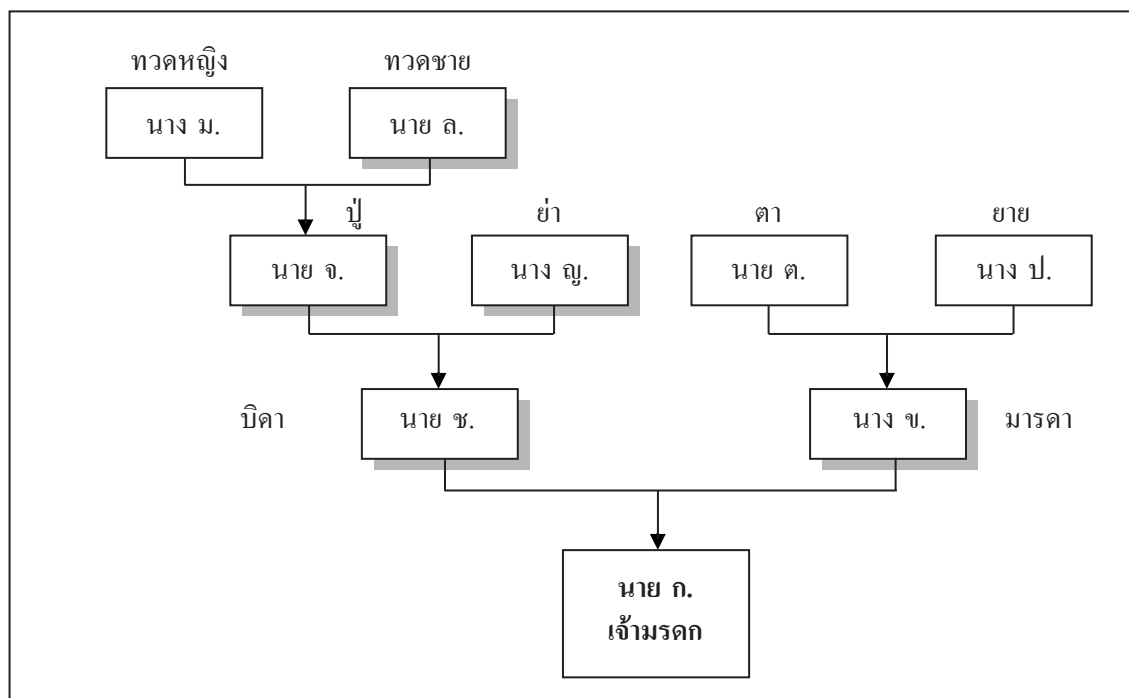 ทวดหญิง ทวดชาย
นาง ม. นาย ล.
ปู่ ย่า ตา ยาย
นาย จ. นาง ญ. นาย ต. นาง ป.
บิดา นาย ช. นาง ข. มารดา
นาย ก.
เจ้ามรดก